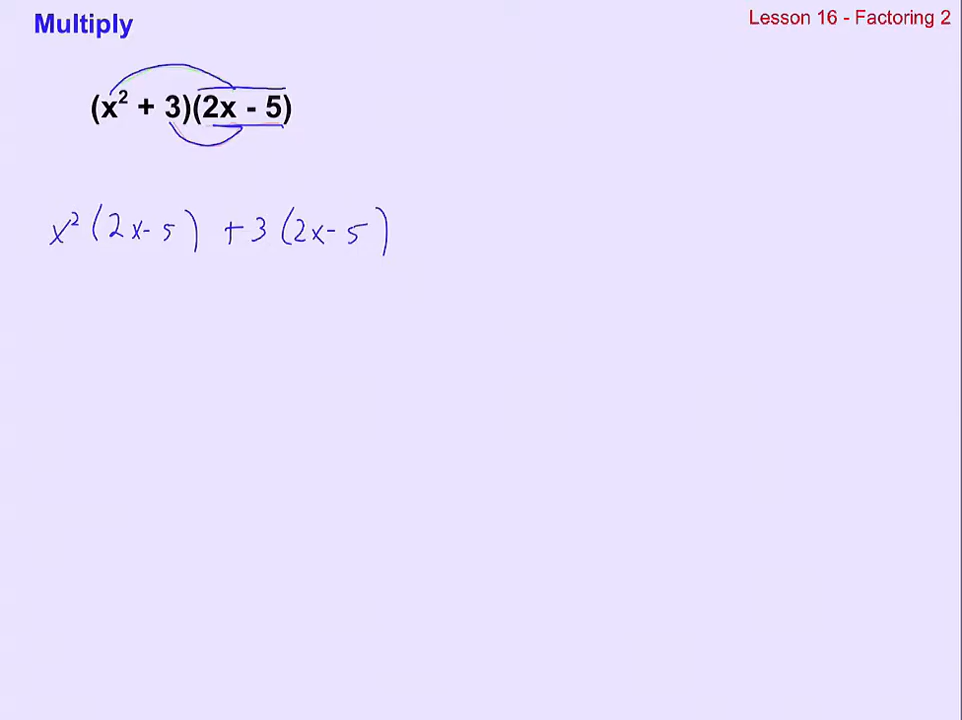 Multiply
Lesson 16 - Factoring 2
(x² + 3)(2x - 5)
x² (2x - 5) + 3 (2x - 5)